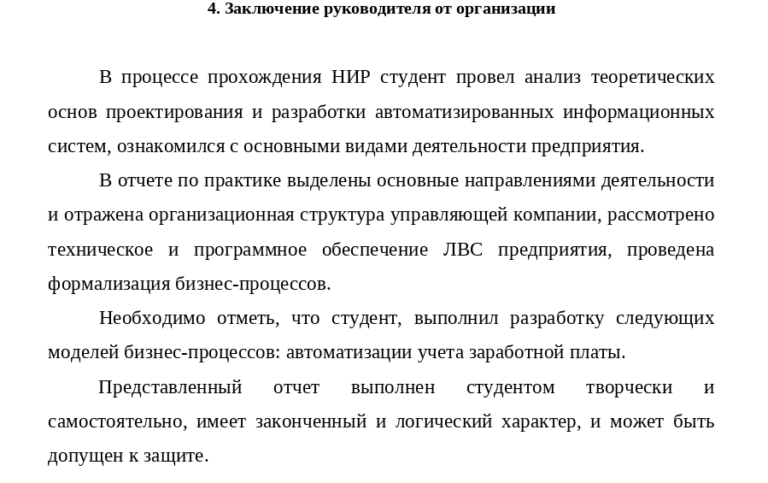 4. Заключение руководителя от организации
В процессе прохождения НИР студент провел анализ теоретических
основ проектирования и разработки автоматизированных информационных
систем, ознакомился с основными видами деятельности предприятия.
В отчете по практике выделены основные направлениями деятельности
и отражена организационная структура управляющей компании, рассмотрено
техническое и программное обеспечение ЛВС предприятия, проведена
формализация бизнес-процессов.
Необходимо отметь, что студент, выполнил разработку следующих
моделей бизнес-процессов: автоматизации учета заработной платы.
Представленный отчет выполнен студентом творчески и
самостоятельно, имеет законченный и логический характер, и может быть
допущен к защите.